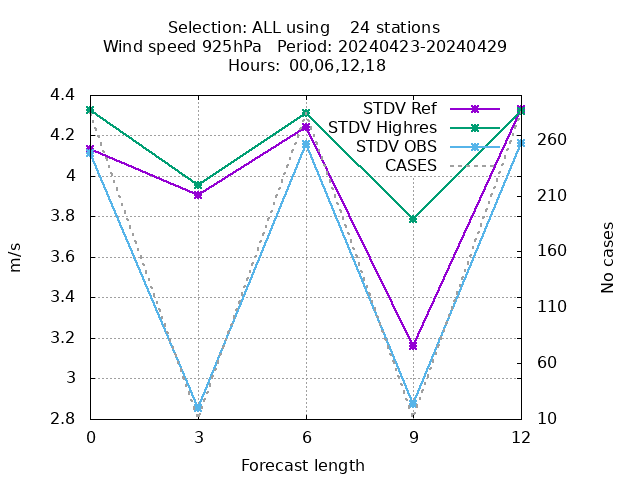 Selection: ALL using    24 stations
Wind speed 925hPa   Period: 20240423-20240429
Hours:  00,06,12,18
STDV Ref
STDV Highres
STDV OBS
CASES
4.4
4.2
4
3.8
3.6
3.4
3.2
3
2.8
m/s
260
210
160
110
60
10
No cases
0 3 6 9 12
Forecast length